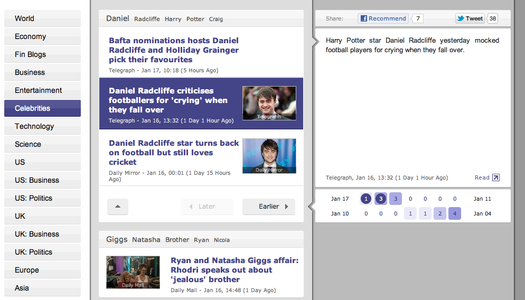 World
Economy
Fin Blogs
Business
Entertainment
Celebrities
Technology
Science
US
US: Business
US: Politics
UK
UK: Business
UK: Politics
Europe
Asia
Daniel Radcliffe Harry Potter Craig
Bafta nominations hosts Daniel
Radcliffe and Holliday Grainger
pick their favourites
Telegraph - Jan 17, 10:18 (5 Hours Ago)
Daniel Radcliffe criticises
footballers for 'crying' when
they fall over
Telegraph - Jan 16, 13:32 (1 Day 1 Hour Ago)
Telegraph
Daniel Radcliffe star turns back
on football but still loves
cricket
Daily Mirror - Jan 16, 00:01 (1 Day 15 Hours
Ago)
Daily Mirror
Later
Earlier
Giggs Natasha Brother Ryan Nicola
Ryan and Natasha Giggs affair:
Rhodri speaks out about
'jealous' brother
Daily Mail - Jan 16, 14:48 (1 Day Ago)
Daily Mail
Share: Recommend 7 Tweet 38
Harry Potter star Daniel Radcliffe yesterday mocked
football players for crying when they fall over.
Telegraph, Jan 16, 13:32 (1 Day 1 Hour Ago) Read
Jan 17 1 3 3 0 0 0 0 Jan 11
Jan 10 0 0 0 1 1 2 4 Jan 04